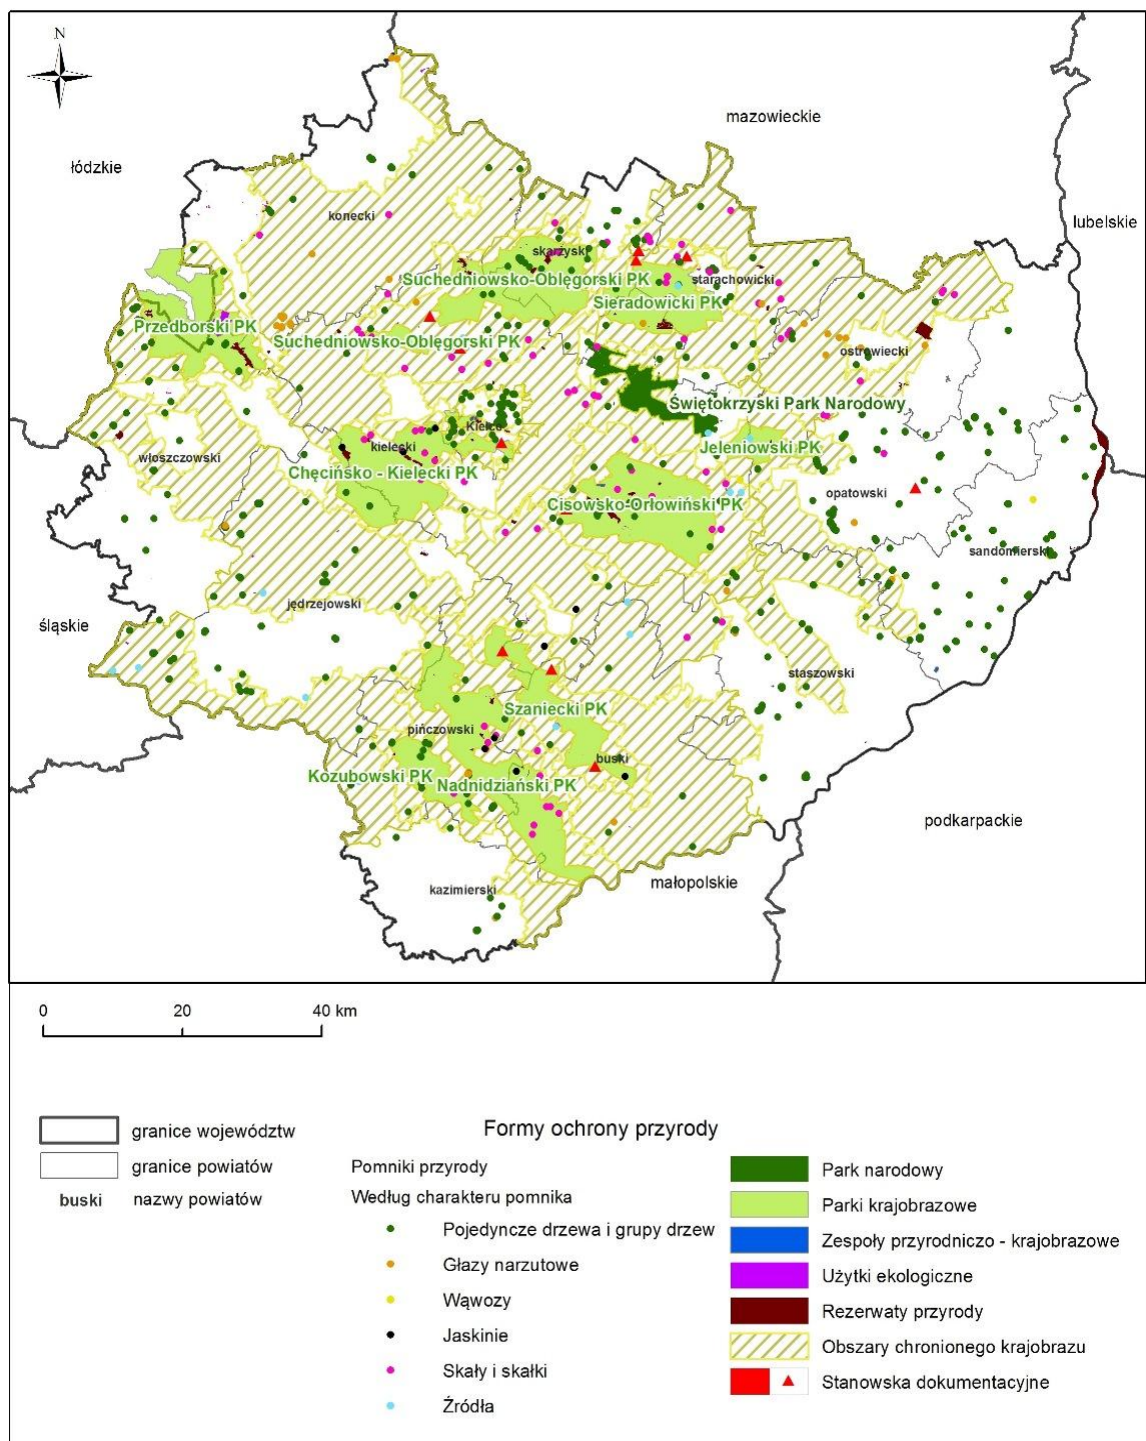 N
mazowieckie
łódzkie
lubelskie
konecki
skarżyski
Suchedniowsko-Oblęgorski PK
starachowicki
Sieradowicki PK
Przedborski PK
Suchedniowsko-Oblęgorski PK
ostrowiecki
Świętokrzyski Park Narodowy
Kielce
kielecki
Jeleniowski PK
włoszczowski
Chęcińsko - Kielecki PK
opatowski
Cisowsko-Orłowiński PK
sandomierski
jędrzejowski
śląskie
staszowski
Szaniecki PK
pińczowski
buski
Kozubowski PK
Nadnidziański PK
podkarpackie
małopolskie
kazimierski
0 20 40 km
granice województw
granice powiatów
buski nazwy powiatów
Formy ochrony przyrody
Pomniki przyrody
Według charakteru pomnika
Pojedyncze drzewa i grupy drzew
Głazy narzutowe
Wąwozy
Jaskinie
Skały i skałki
Źródła
Park narodowy
Parki krajobrazowe
Zespoły przyrodniczo - krajobrazowe
Użytki ekologiczne
Rezerwaty przyrody
Obszary chronionego krajobrazu
Stanowska dokumentacyjne